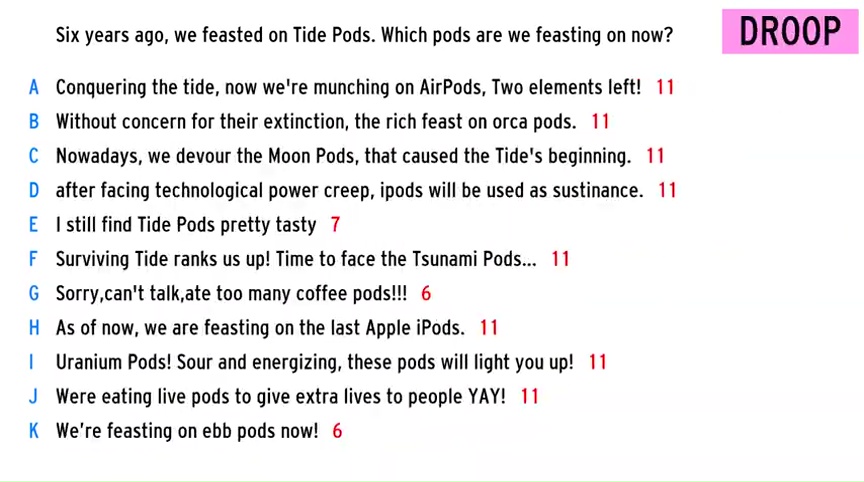 Six years ago, we feasted on Tide Pods. Which pods are we feasting on now?
DROOP
A Conquering the tide, now we're munching on AirPods, Two elements left! 11
B Without concern for their extinction, the rich feast on orca pods. 11
C Nowadays, we devour the Moon Pods, that caused the Tide's beginning. 11
D after facing technological power creep, ipods will be used as sustinance. 11
E I still find Tide Pods pretty tasty 7
F Surviving Tide ranks us up! Time to face the Tsunami Pods... 11
G Sorry,can't talk,ate too many coffee pods!!! 6
H As of now, we are feasting on the last Apple iPods. 11
I Uranium Pods! Sour and energizing, these pods will light you up! 11
J Were eating live pods to give extra lives to people YAY! 11
K We're feasting on ebb pods now! 6